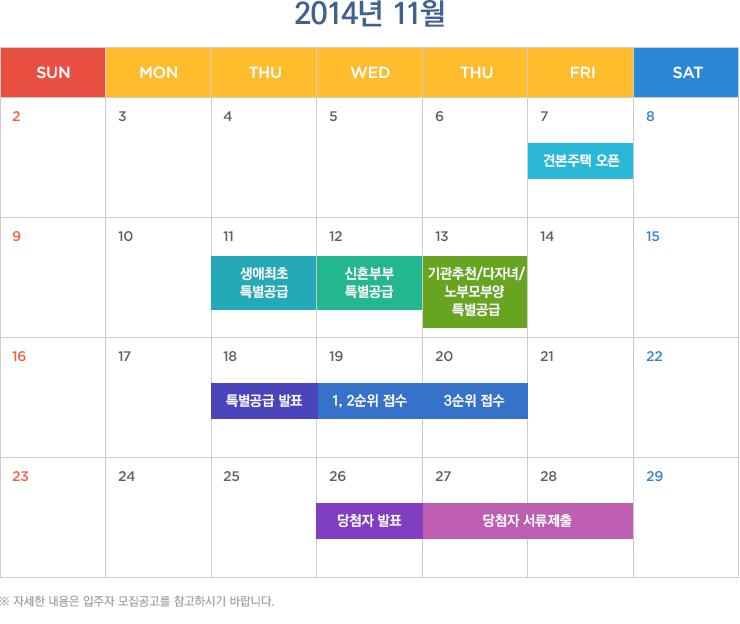 2014년 11월
SUN MON THU WED THU FRI SAT
2 3 4 5 6 7 8
견본주택 오픈
9 10 11 12 13 14 15
생애최초
특별공급
신혼부부
특별공급
기관추천/다자녀/
노부모부양
특별공급
16 17 18 19 20 21 22
특별공급 발표 1, 2순위 접수 3순위 접수
23 24 25 26 27 28 29
당첨자 발표 당첨자 서류제출
※ 자세한 내용은 입주자 모집공고를 참고하시기 바랍니다.